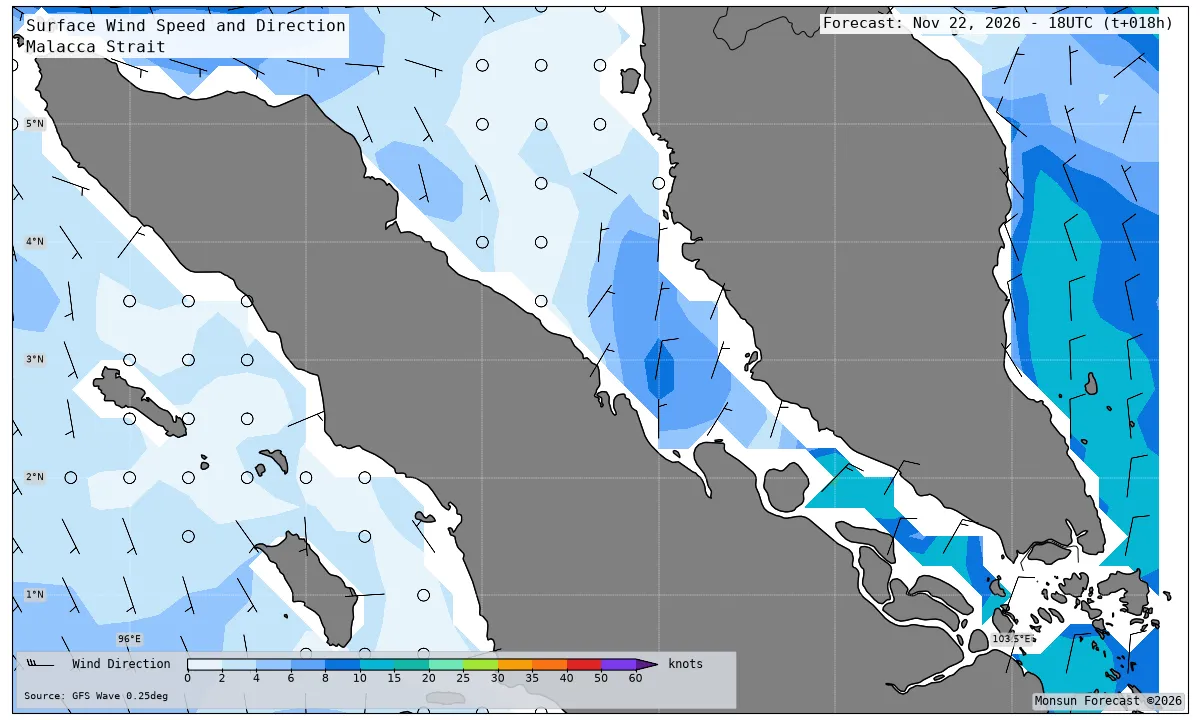 Surface Wind Speed and Direction
Malacca Strait
Forecast: Nov 22, 2026 - 18UTC (t+018h)
5°N
4°N
3°N
2°N
1°N
96°E
103.5°E
Wind Direction
0 2 4 6 8 10 15 20 25 30 35 40 50 60
knots
Source: GFS Wave 0.25deg
Monsun Forecast ©2026